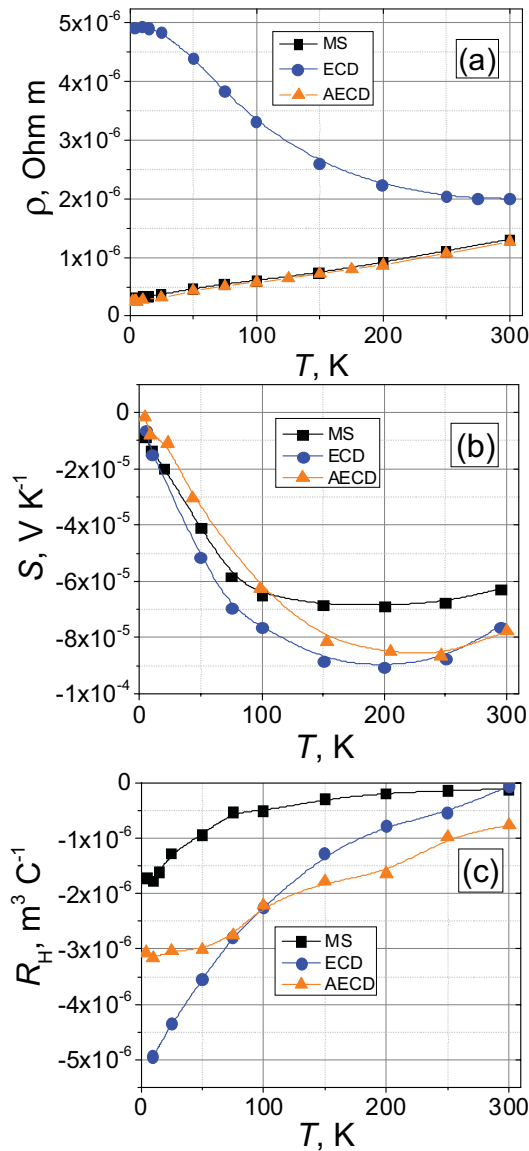 5x10⁻⁶
4x10⁻⁶
3x10⁻⁶
2x10⁻⁶
1x10⁻⁶
0
ρ, Ohm m
MS
ECD
AECD
(a)
0 100 200 300
T, K
0
-2x10⁻⁵
-4x10⁻⁵
-6x10⁻⁵
-8x10⁻⁵
-1x10⁻⁴
S, V K⁻¹
MS
ECD
AECD
(b)
0 100 200 300
T, K
0
-1x10⁻⁶
-2x10⁻⁶
-3x10⁻⁶
-4x10⁻⁶
-5x10⁻⁶
R_H, m³ C⁻¹
(c)
MS
ECD
AECD
0 100 200 300
T, K